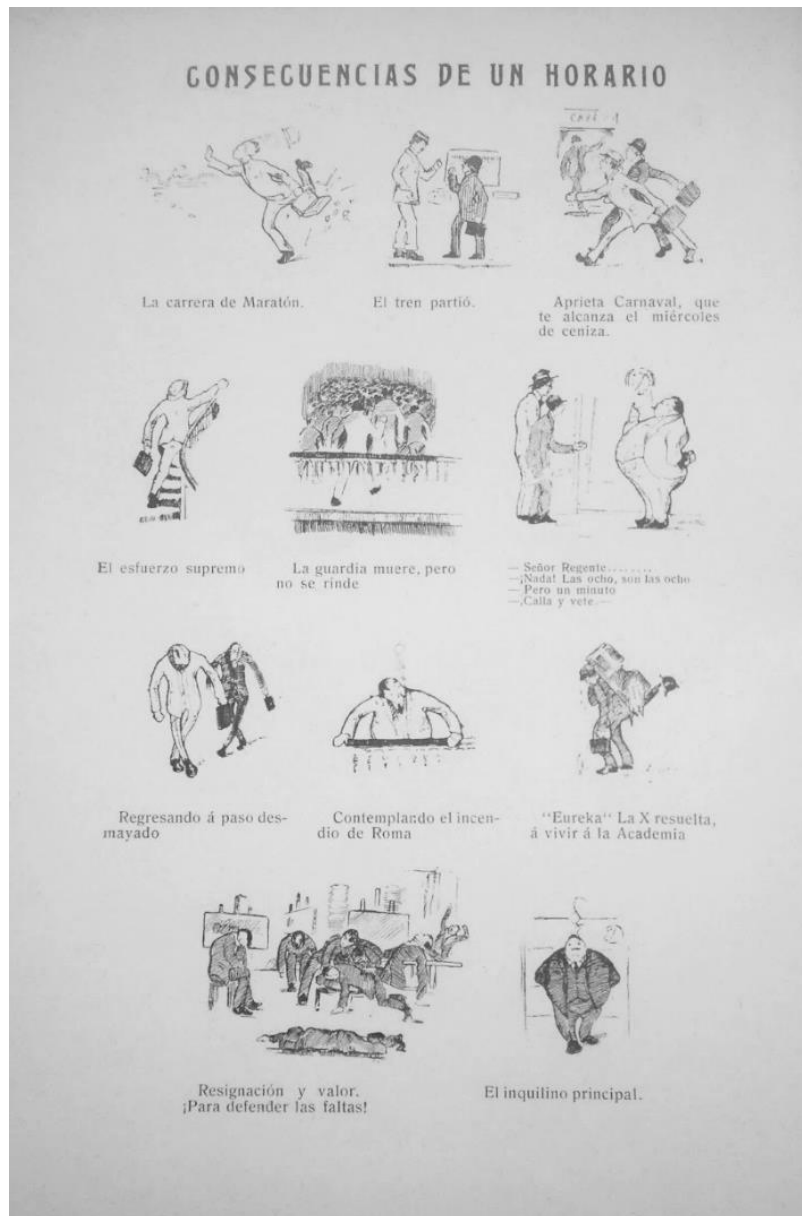 CONSECUENCIAS DE UN HORARIO
CAFÉ
La carrera de Maratón.
El tren partió.
Aprieta Carnaval, que
te alcanza el miércoles
de ceniza.
El esfuerzo supremo
La guardia muere, pero
no se rinde
— Señor Regente........
—¡Nada! Las ocho, son las ocho
— Pero un minuto
—¡Calla y vete.—
Regresando á paso des-
mayado
Contemplando el incen-
dio de Roma
“Eureka” La X resuelta,
á vivir á la Academia
Resignación y valor.
¡Para defender las faltas!
El inquilino principal.